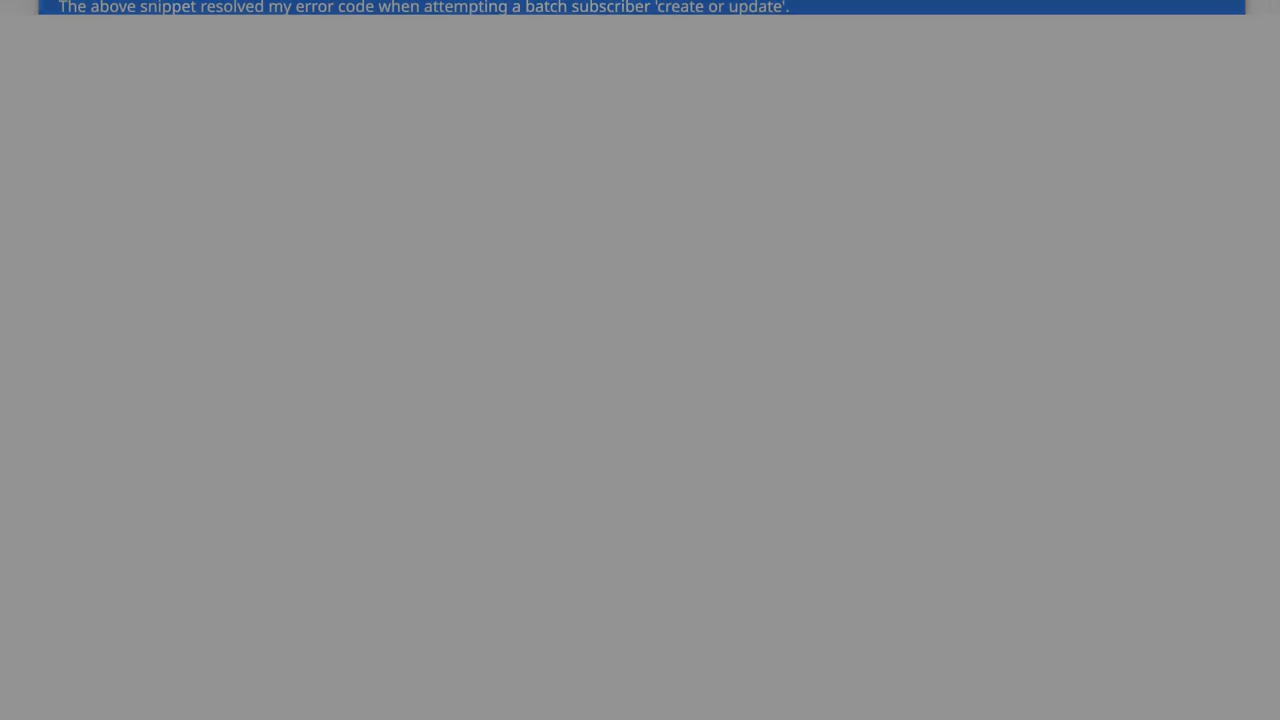 The above snippet resolved my error code when attempting a batch subscriber 'create or update'.